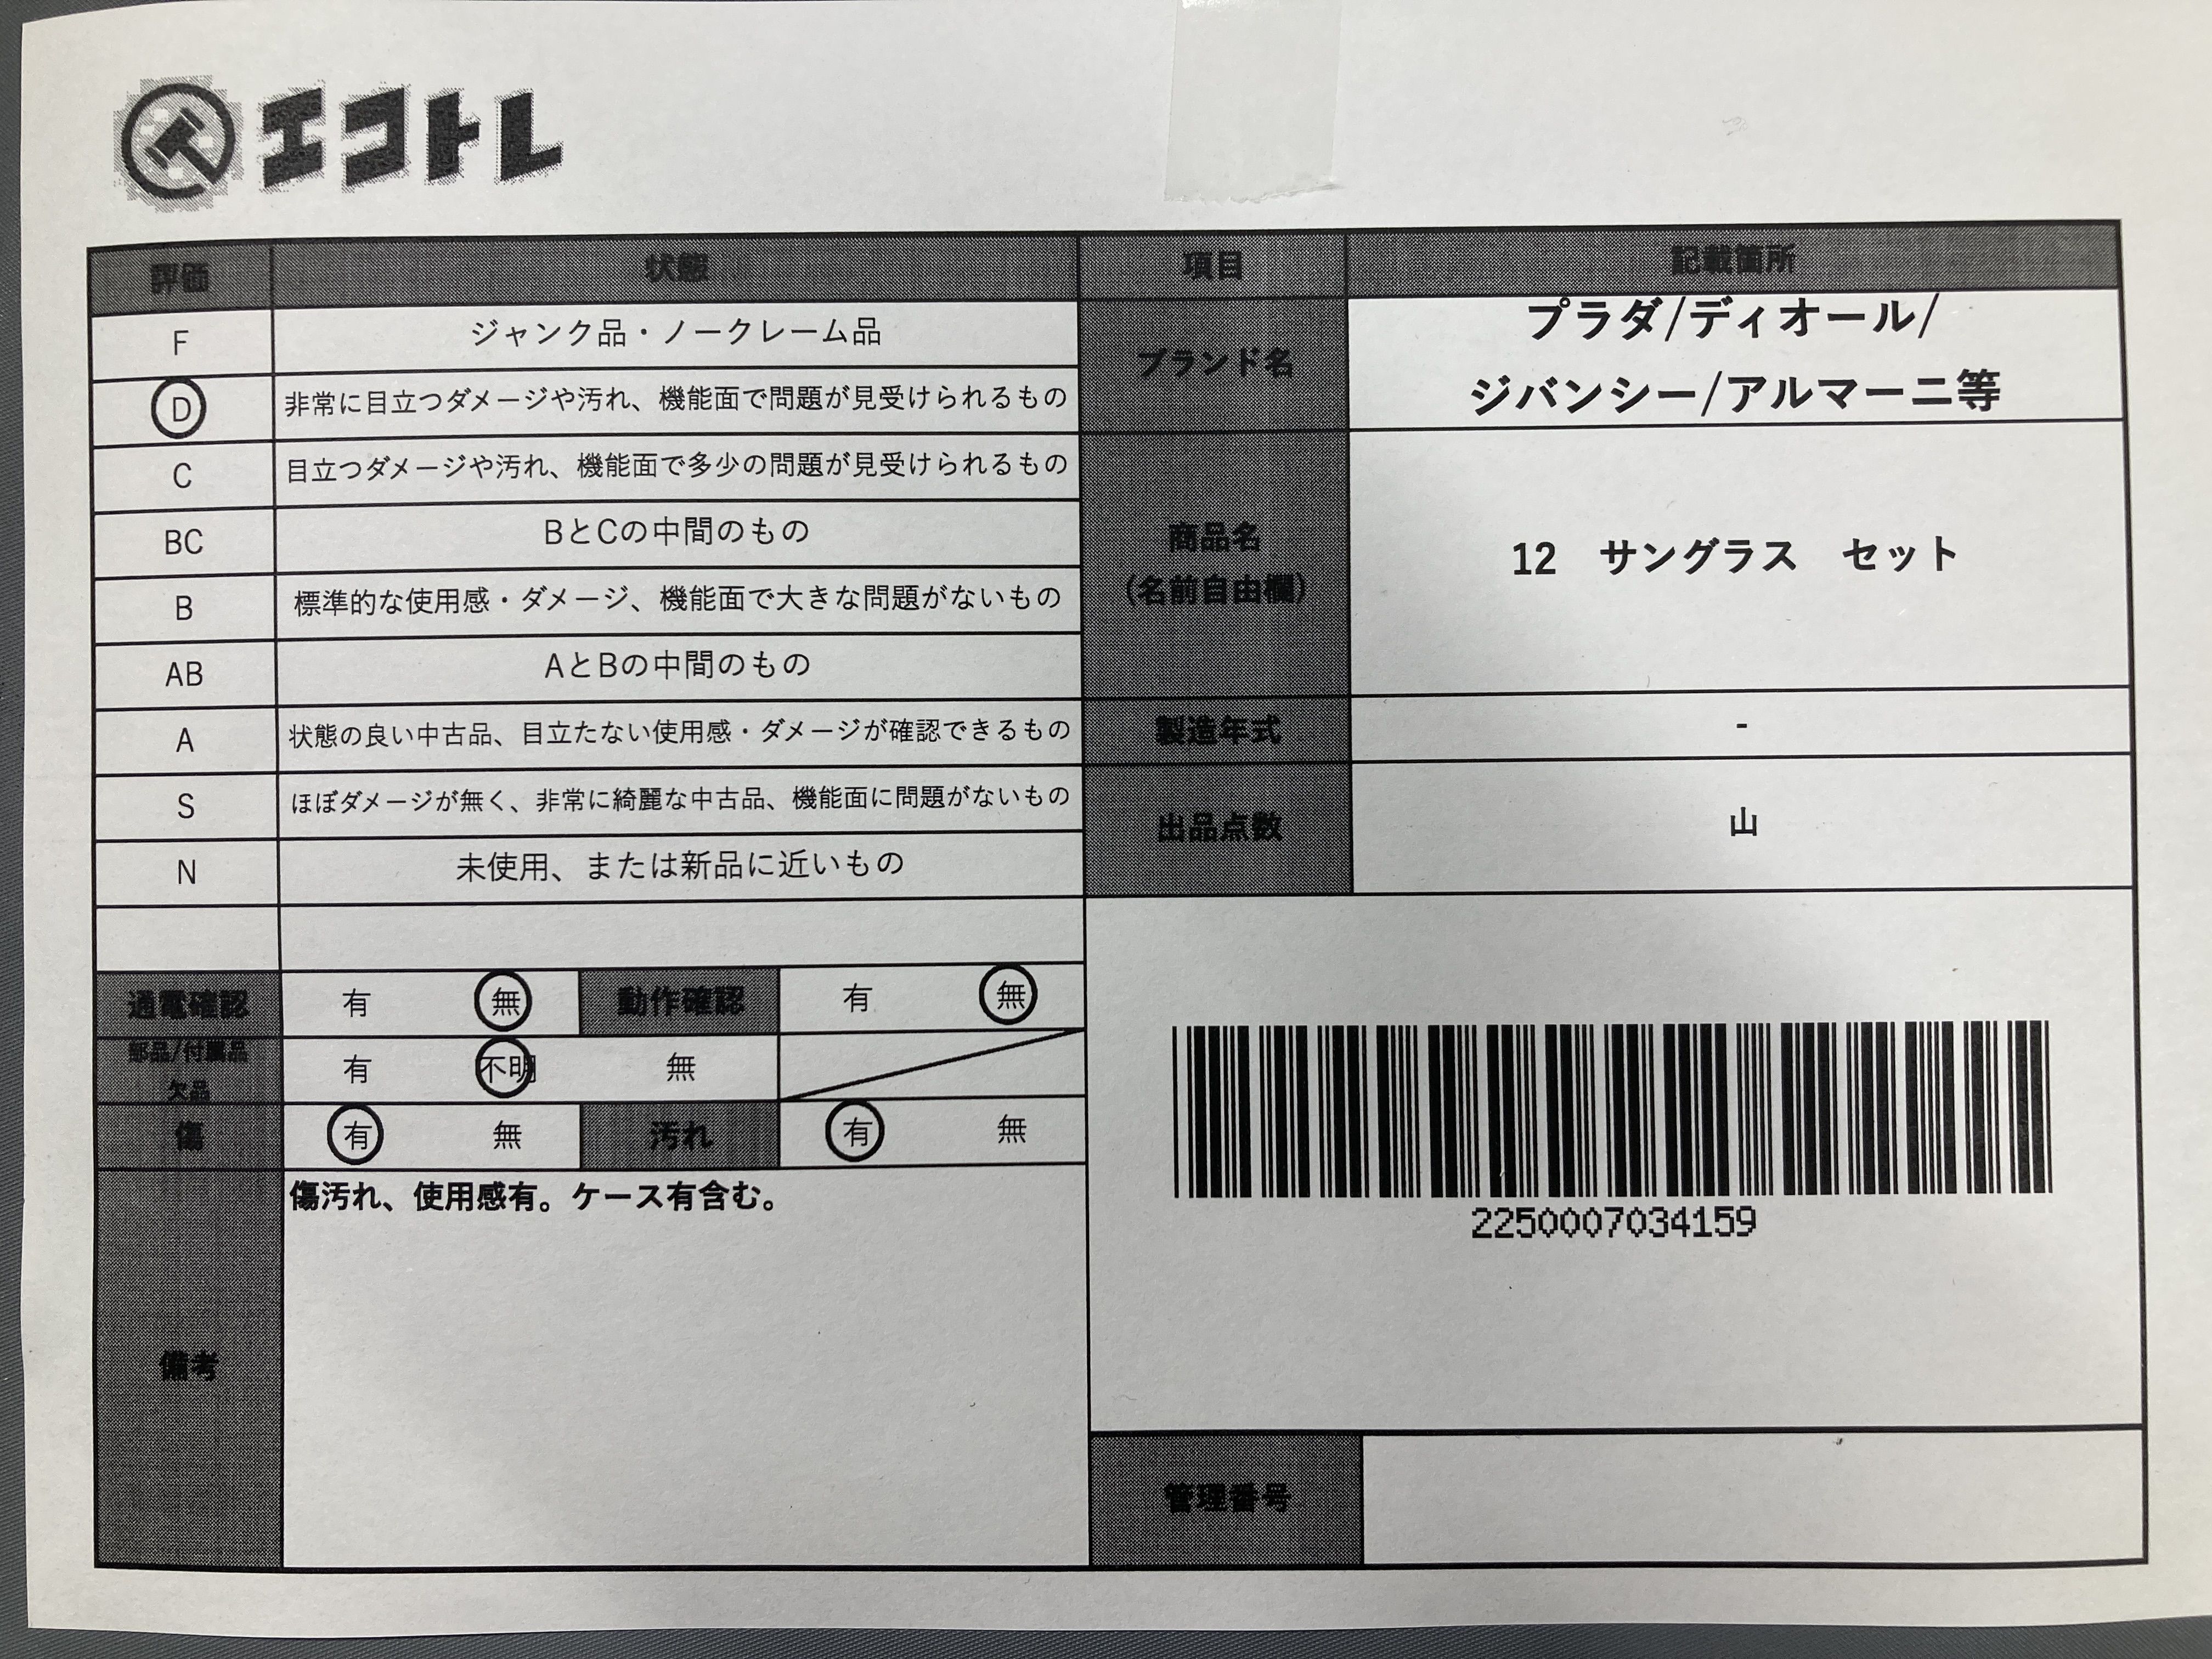 エコトレ
評価 状態 項目 記載箇所
F ジャンク品・ノークレーム品
D 非常に目立つダメージや汚れ、機能面で問題が見受けられるもの
C 目立つダメージや汚れ、機能面で多少の問題が見受けられるもの
BC BとCの中間のもの
B 標準的な使用感・ダメージ、機能面で大きな問題がないもの
AB AとBの中間のもの
A 状態の良い中古品、目立たない使用感・ダメージが確認できるもの
S ほぼダメージが無く、非常に綺麗な中古品、機能面に問題がないもの
N 未使用、または新品に近いもの
ブランド名 プラダ/ディオール/
ジバンシー/アルマーニ等
商品名
(名前自由欄)
12 サングラス セット
製造年式 -
出品点数 山
通電確認 有 無 動作確認 有 無
部品/付属品
欠品
有 不明 無
傷 有 無 汚れ 有 無
備考
傷汚れ、使用感有。ケース有含む。
2250007034159
管理番号